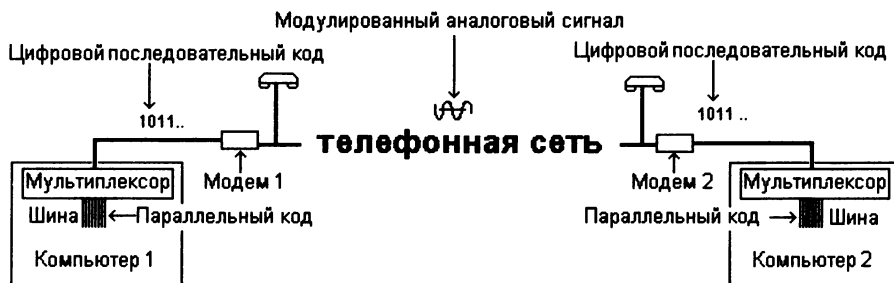 Модулированный аналоговый сигнал
Цифровой последовательный код
Цифровой последовательный код
1011..
1011 ..
телефонная сеть
Мультиплексор
Модем 1
Модем 2
Мультиплексор
Шина
Параллельный код
Параллельный код
Шина
Компьютер 1
Компьютер 2